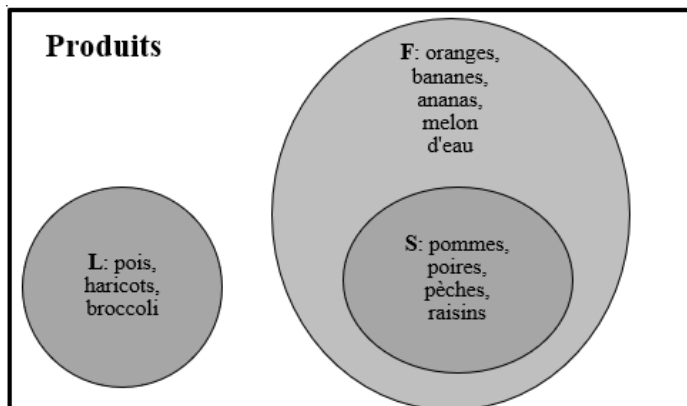 Produits
F: oranges,
bananes,
ananas,
melon
d'eau
L: pois,
haricots,
broccoli
S: pommes,
poires,
pèches,
raisins